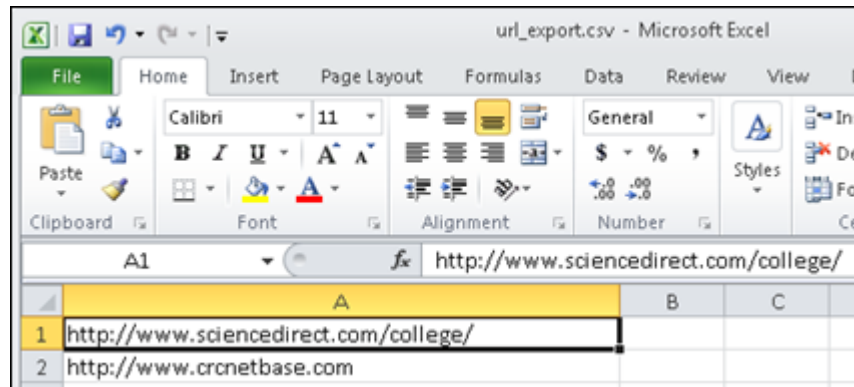 url_export.csv - Microsoft Excel
File Home Insert Page Layout Formulas Data Review View
Calibri 11 General
Paste B I U A A $ % , Styles
Clipboard Font Alignment Number
A1 fx http://www.sciencedirect.com/college/
A B C
1 http://www.sciencedirect.com/college/
2 http://www.crcnetbase.com